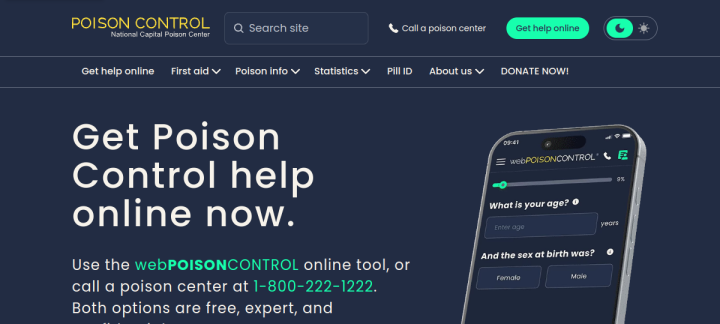 POISON CONTROL
National Capital Poison Center
Search site
Call a poison center
Get help online
Get help online First aid Poison info Statistics Pill ID About us DONATE NOW!
Get Poison
Control help
online now.
Use the webPOISONCONTROL online tool, or
call a poison center at 1-800-222-1222.
Both options are free, expert, and
09:41
webPOISONCONTROL
9%
What is your age?
Enter age
years
And the sex at birth was?
Female
Male